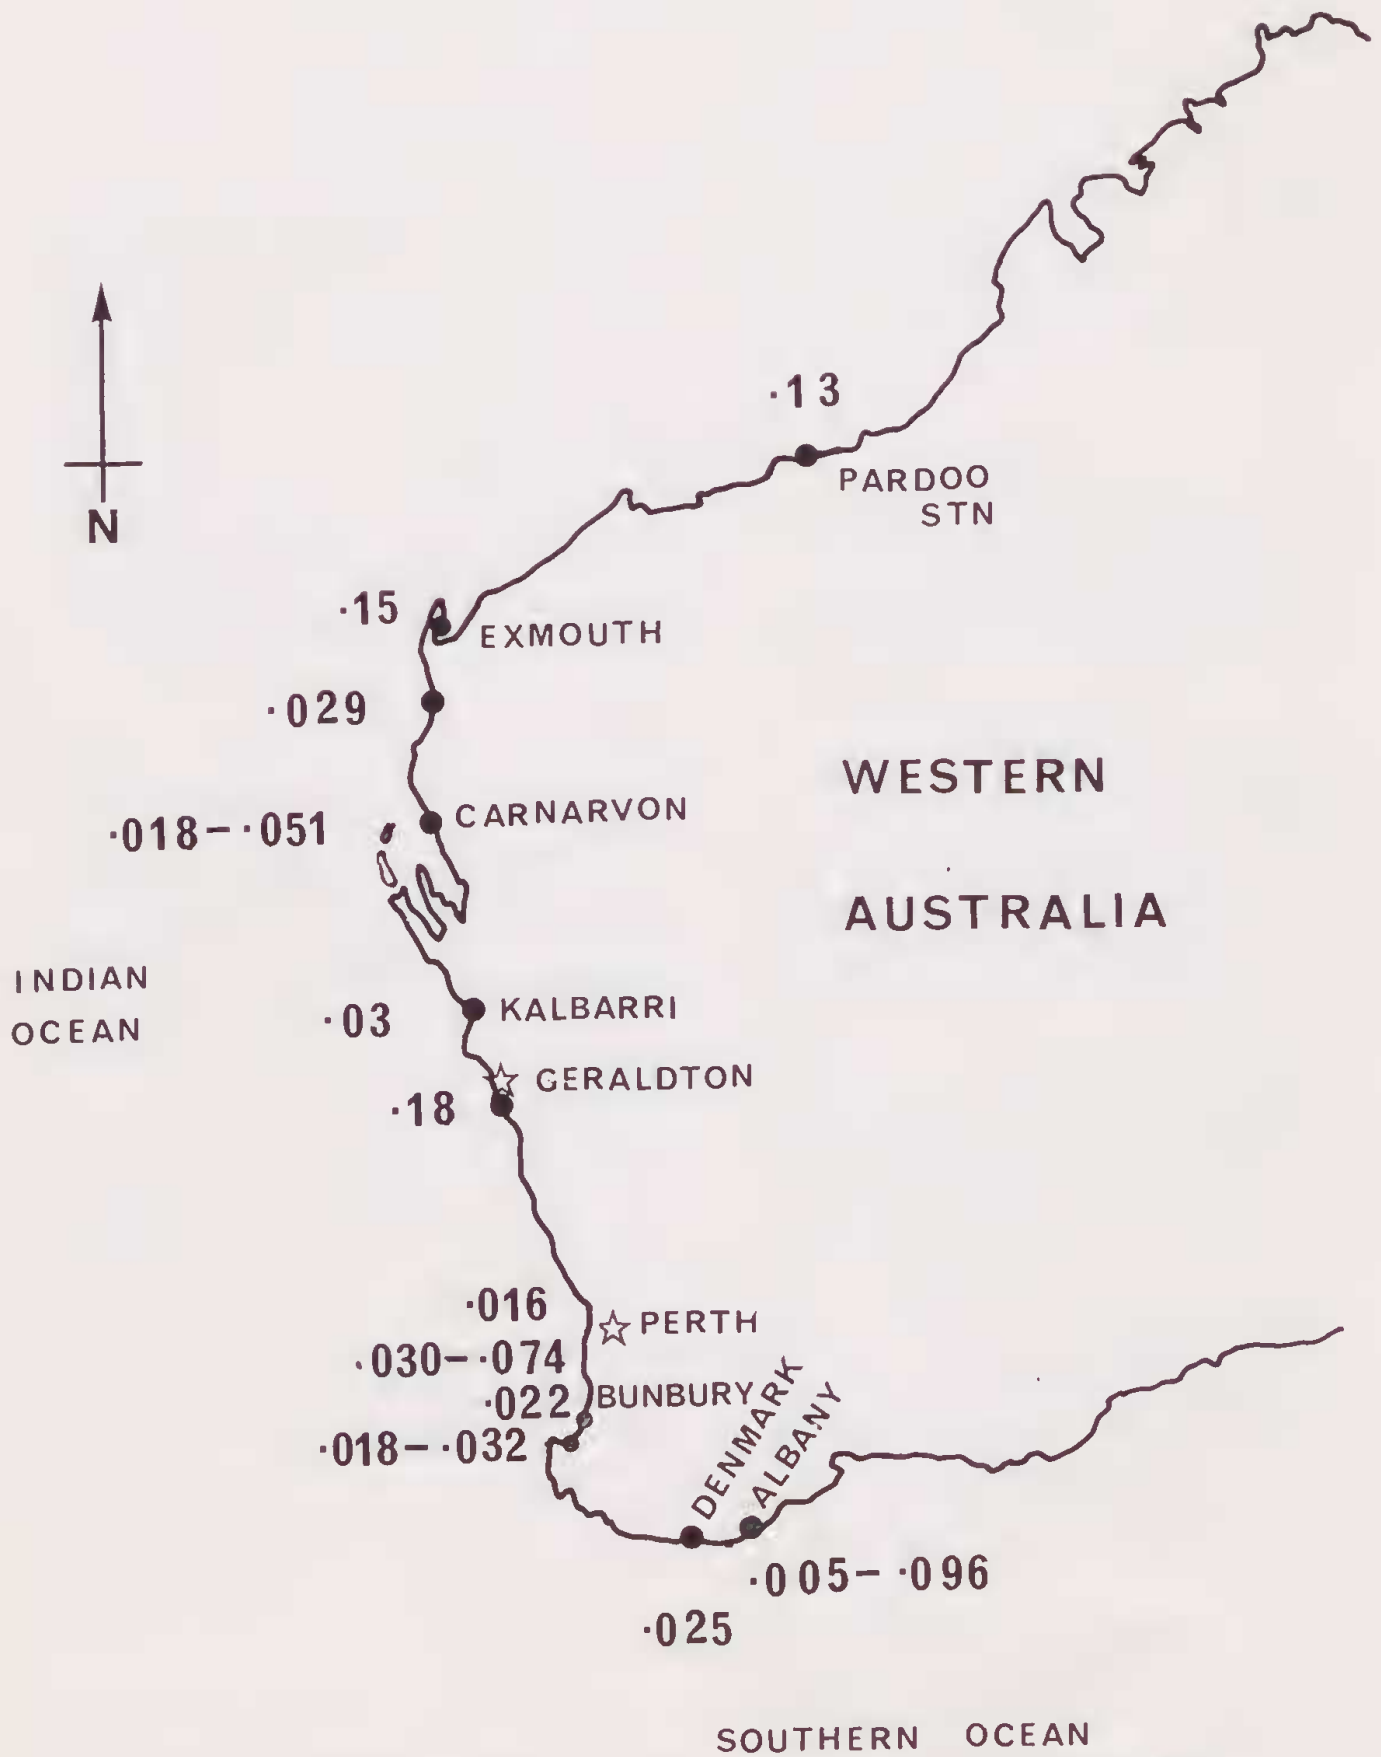 ·13
PARDOO
STN
N
·15
EXMOUTH
·029
WESTERN
·018–·051
CARNARVON
AUSTRALIA
INDIAN
OCEAN
·03
KALBARRI
GERALDTON
·18
·016
PERTH
·030–·074
·022
BUNBURY
·018–·032
DENMARK
ALBANY
·005–·096
·025
SOUTHERN OCEAN